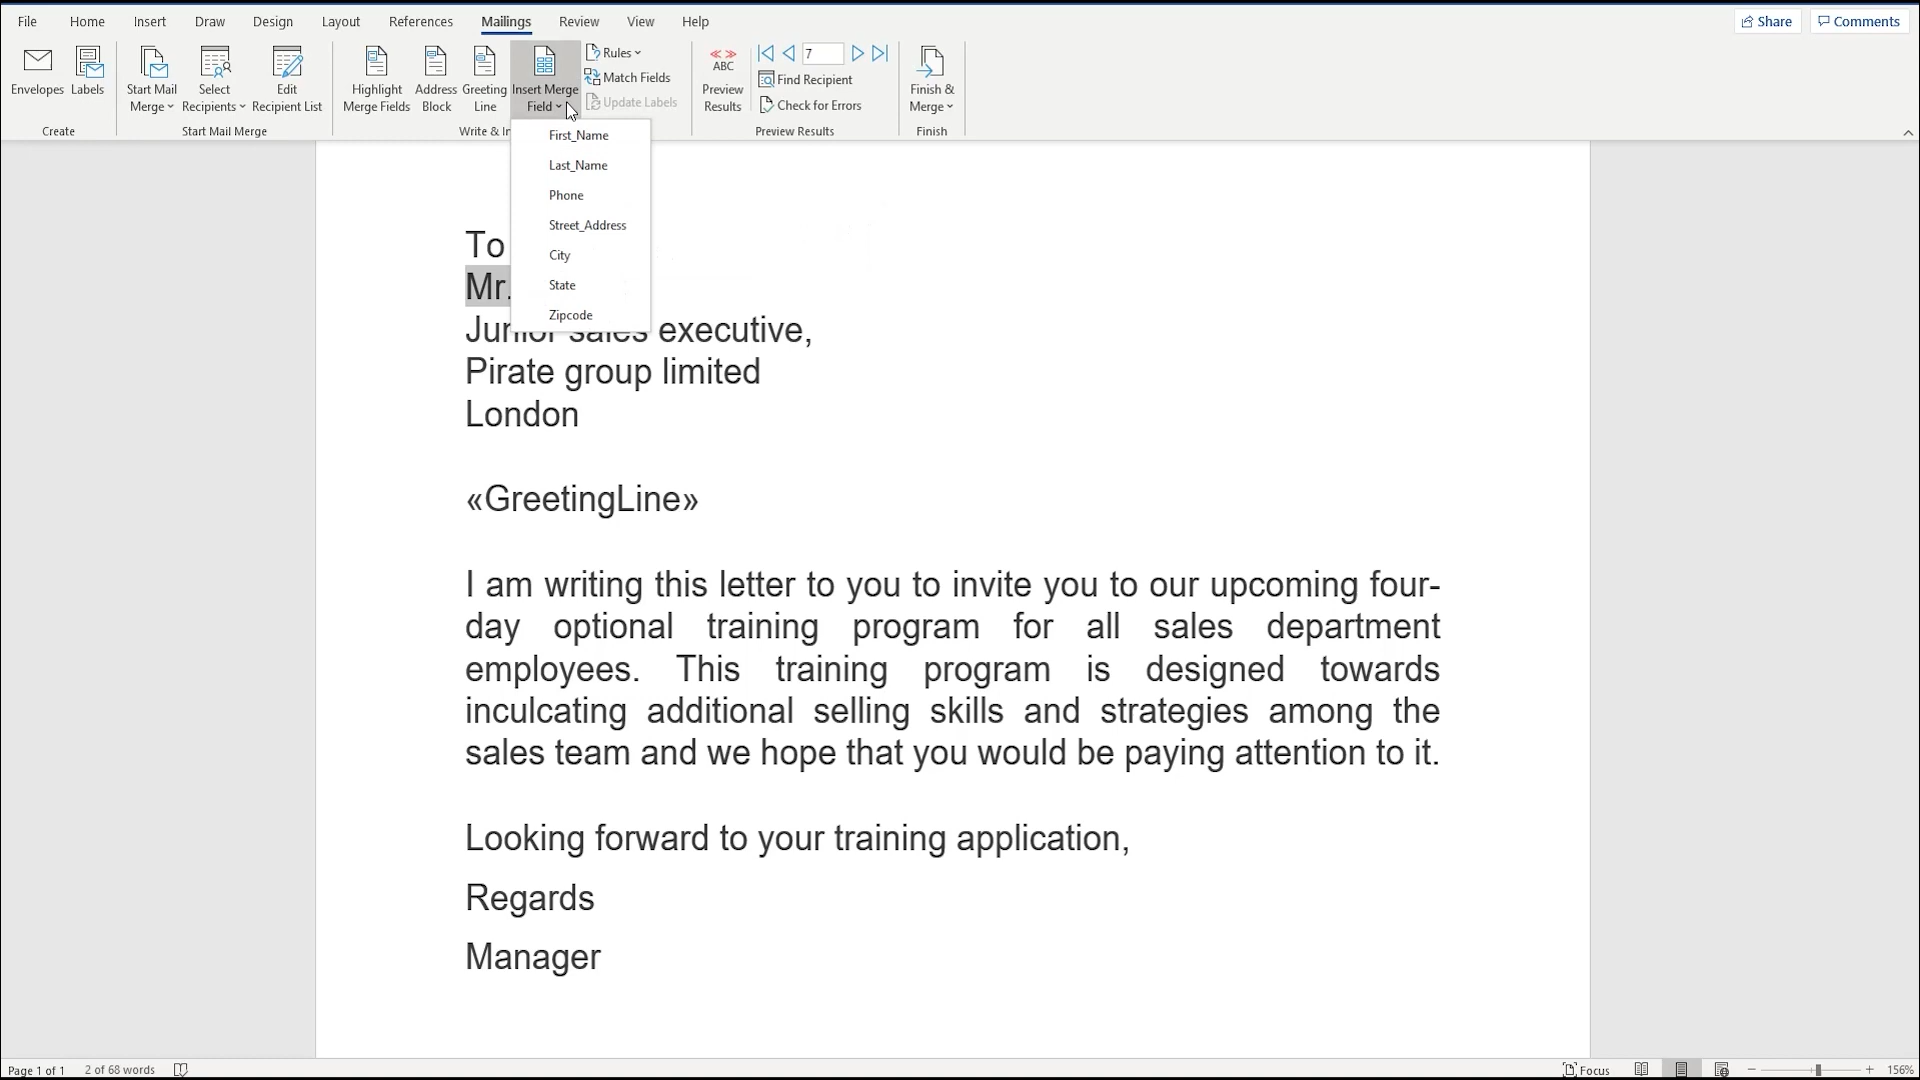 File Home Insert Draw Design Layout References Mailings Review View Help Share Comments
Envelopes Labels Start Mail Merge Select Recipients Edit Recipient List Highlight Merge Fields Address Block Greeting Line Insert Merge Field Rules Match Fields Update Labels ABC Preview Results 7 Find Recipient Check for Errors Finish & Merge
Create Start Mail Merge Write & In Preview Results Finish
First_Name
Last_Name
Phone
Street_Address
City
State
Zipcode
To
Mr.
Junior sales executive,
Pirate group limited
London
«GreetingLine»
I am writing this letter to you to invite you to our upcoming four-
day optional training program for all sales department
employees. This training program is designed towards
inculcating additional selling skills and strategies among the
sales team and we hope that you would be paying attention to it.
Looking forward to your training application,
Regards
Manager
Page 1 of 1 2 of 68 words Focus 156%